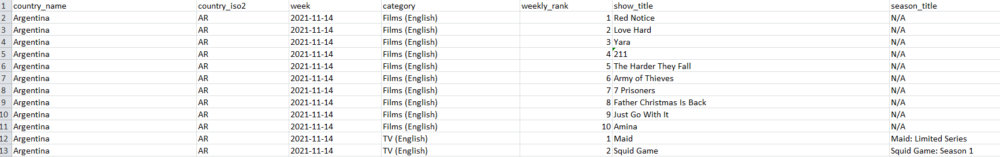 1 country_name country_iso2 week category weekly_rank show_title season_title
2 Argentina AR 2021-11-14 Films (English) 1 Red Notice N/A
3 Argentina AR 2021-11-14 Films (English) 2 Love Hard N/A
4 Argentina AR 2021-11-14 Films (English) 3 Yara N/A
5 Argentina AR 2021-11-14 Films (English) 4 211 N/A
6 Argentina AR 2021-11-14 Films (English) 5 The Harder They Fall N/A
7 Argentina AR 2021-11-14 Films (English) 6 Army of Thieves N/A
8 Argentina AR 2021-11-14 Films (English) 7 7 Prisoners N/A
9 Argentina AR 2021-11-14 Films (English) 8 Father Christmas Is Back N/A
10 Argentina AR 2021-11-14 Films (English) 9 Just Go With It N/A
11 Argentina AR 2021-11-14 Films (English) 10 Amina N/A
12 Argentina AR 2021-11-14 TV (English) 1 Maid Maid: Limited Series
13 Argentina AR 2021-11-14 TV (English) 2 Squid Game Squid Game: Season 1